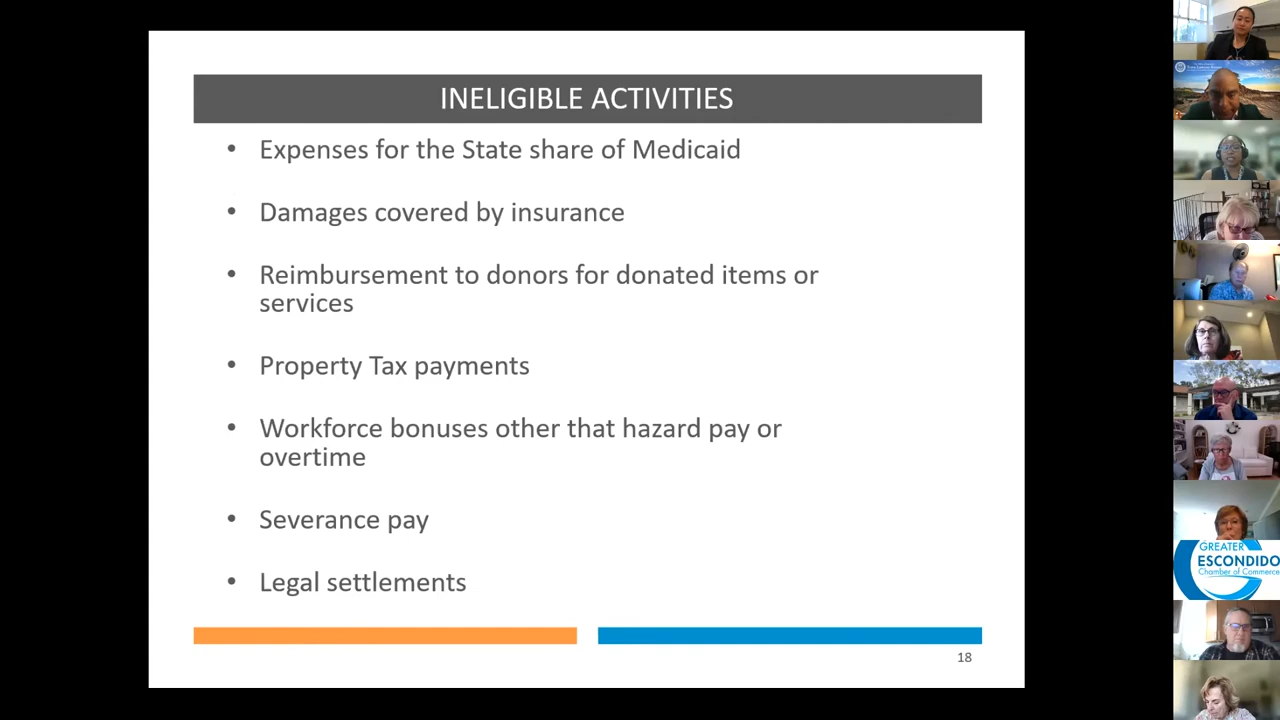 INELIGIBLE ACTIVITIES
• Expenses for the State share of Medicaid
• Damages covered by insurance
• Reimbursement to donors for donated items or
services
• Property Tax payments
• Workforce bonuses other that hazard pay or
overtime
• Severance pay
• Legal settlements
18
GREATER
ESCONDIDO
Chamber of Commerce